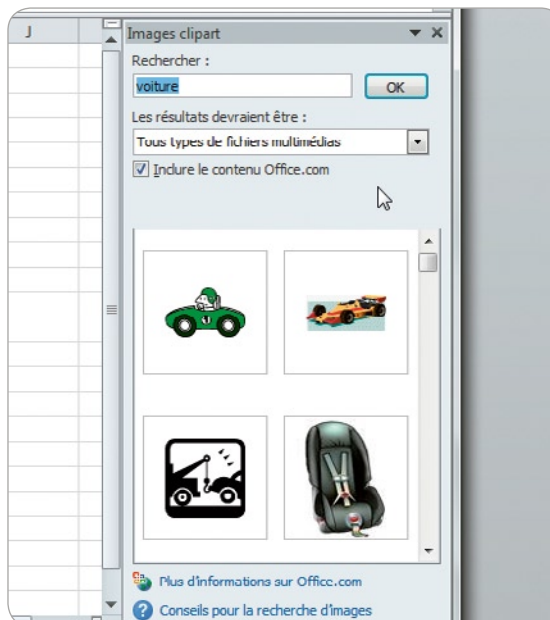 J
Images clipart
Rechercher :
voiture
OK
Les résultats devraient être :
Tous types de fichiers multimédias
Inclure le contenu Office.com
1
Plus d'informations sur Office.com
Conseils pour la recherche d'images